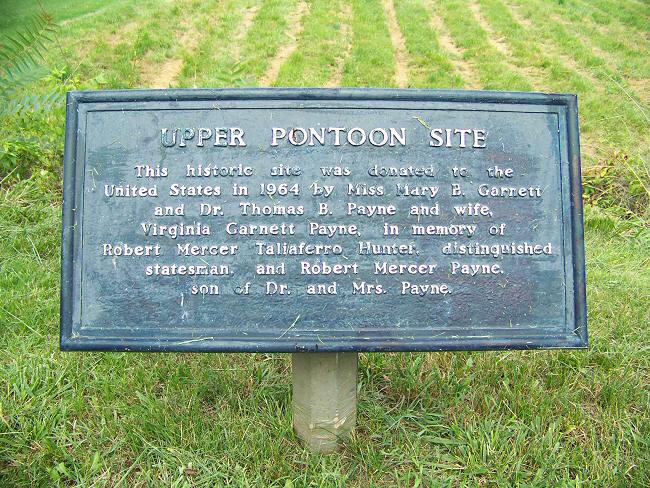 UPPER PONTOON SITE
This historic site was donated to the
United States in 1964 by Miss Mary B. Garnett
and Dr. Thomas B. Payne and wife,
Virginia Garnett Payne, in memory of
Robert Mercer Taliaferro Hunter, distinguished
statesman, and Robert Mercer Payne,
son of Dr. and Mrs. Payne.